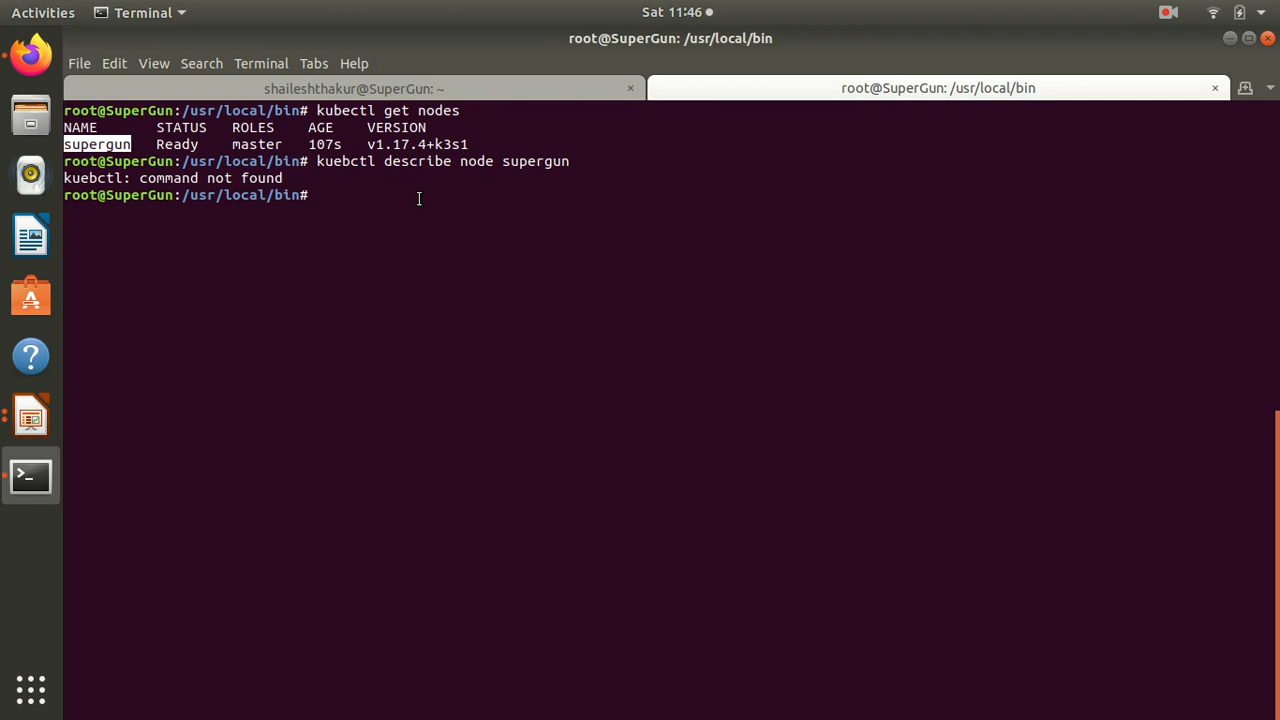 Activities Terminal Sat 11:46
root@SuperGun: /usr/local/bin
File Edit View Search Terminal Tabs Help
shaileshthakur@SuperGun: ~ × root@SuperGun: /usr/local/bin ×
root@SuperGun:/usr/local/bin# kubectl get nodes
NAME STATUS ROLES AGE VERSION
supergun Ready master 107s v1.17.4+k3s1
root@SuperGun:/usr/local/bin# kuebctl describe node supergun
kuebctl: command not found
root@SuperGun:/usr/local/bin#